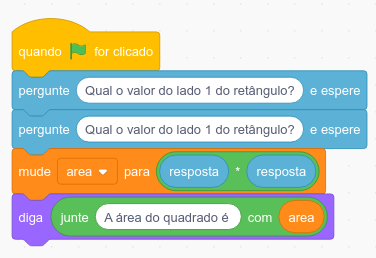 quando for clicado
pergunte Qual o valor do lado 1 do retângulo? e espere
pergunte Qual o valor do lado 1 do retângulo? e espere
mude area para resposta * resposta
diga junte A área do quadrado é com area